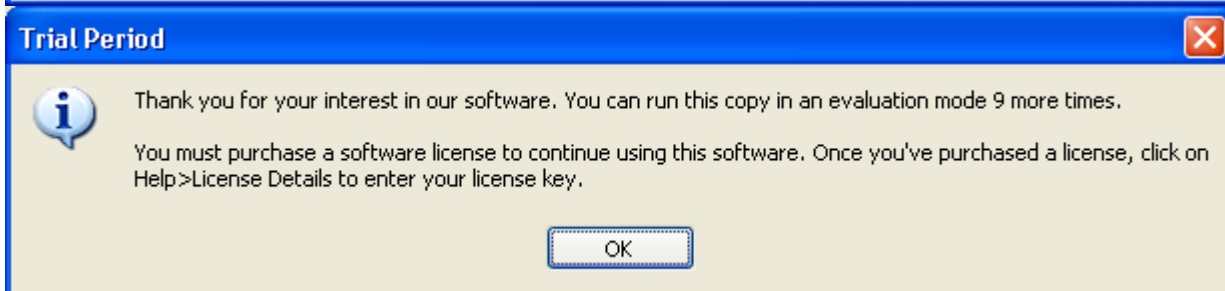 Trial Period
Thank you for your interest in our software. You can run this copy in an evaluation mode 9 more times.
You must purchase a software license to continue using this software. Once you've purchased a license, click on
Help>License Details to enter your license key.
OK